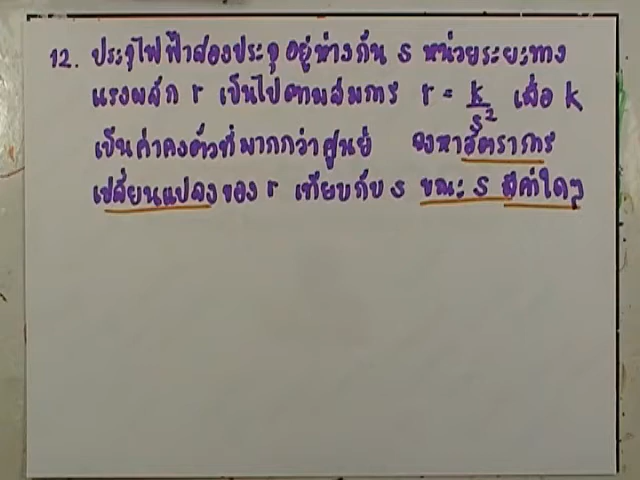 12. ประจุไฟฟ้าสองประจุ อยู่ห่างกัน s หน่วยระยะทาง
แรงผลัก r เป็นไปตามสมการ r = k/s² เมื่อ k
เป็นค่าคงตัวที่มากกว่าศูนย์ จงหาอัตราการ
เปลี่ยนแปลงของ r เทียบกับ s ขณะ s มีค่าใดๆ